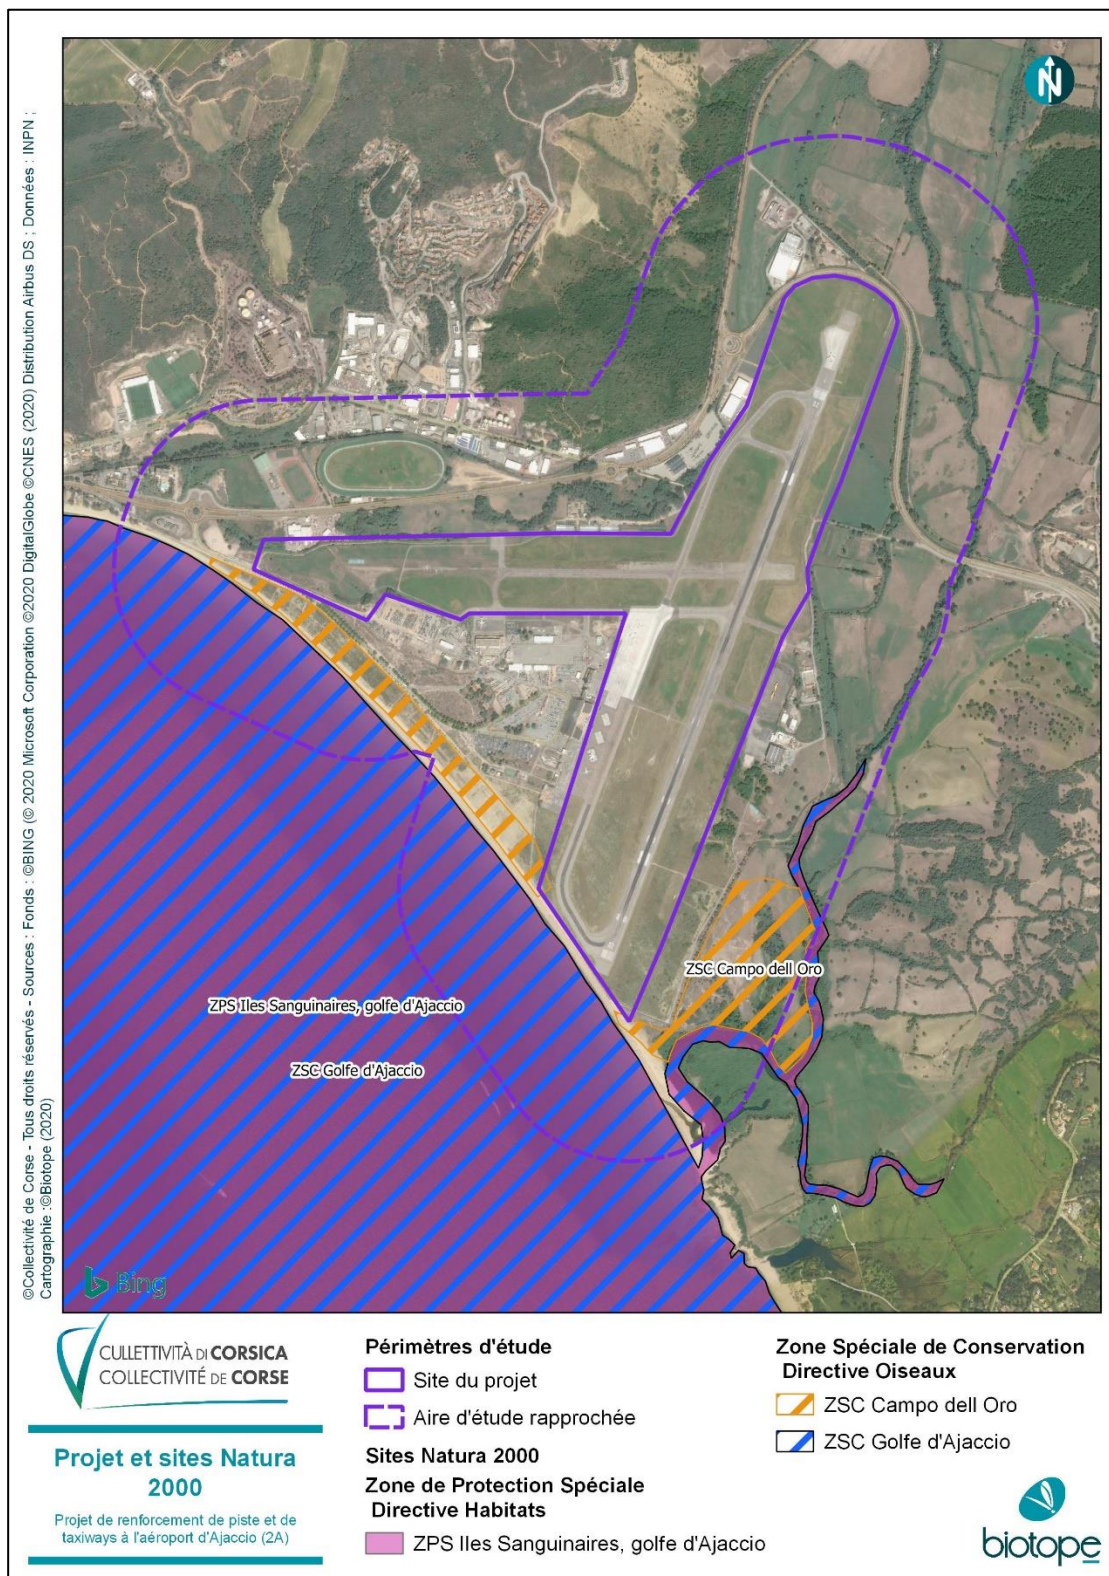 ©Collectivité de Corse - Tous droits réservés - Sources : Fonds : ©BING (© 2020 Microsoft Corporation ©2020 DigitalGlobe ©CNES (2020) Distribution Airbus DS ; Données : INPN ;
Cartographie :©Biotope (2020)
N
ZSC Campo dell Oro
ZPS Iles Sanguinaires, golfe d'Ajaccio
ZSC Golfe d'Ajaccio
Bing
CULLETTIVITÀ DI CORSICA
COLLECTIVITÉ DE CORSE
Projet et sites Natura
2000
Projet de renforcement de piste et de
taxiways à l'aéroport d'Ajaccio (2A)
Périmètres d'étude
Site du projet
Aire d'étude rapprochée
Sites Natura 2000
Zone de Protection Spéciale
Directive Habitats
ZPS Iles Sanguinaires, golfe d'Ajaccio
Zone Spéciale de Conservation
Directive Oiseaux
ZSC Campo dell Oro
ZSC Golfe d'Ajaccio
biotope